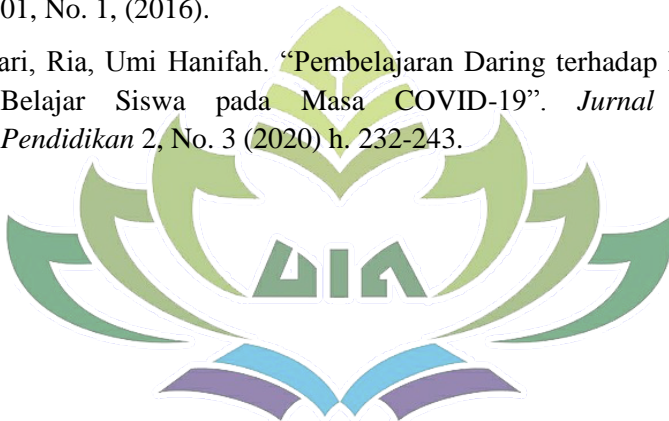 01, No. 1, (2016).
ari, Ria, Umi Hanifah. “Pembelajaran Daring terhadap
Belajar Siswa pada Masa COVID-19”. Jurnal
Pendidikan 2, No. 3 (2020) h. 232-243.
UIN